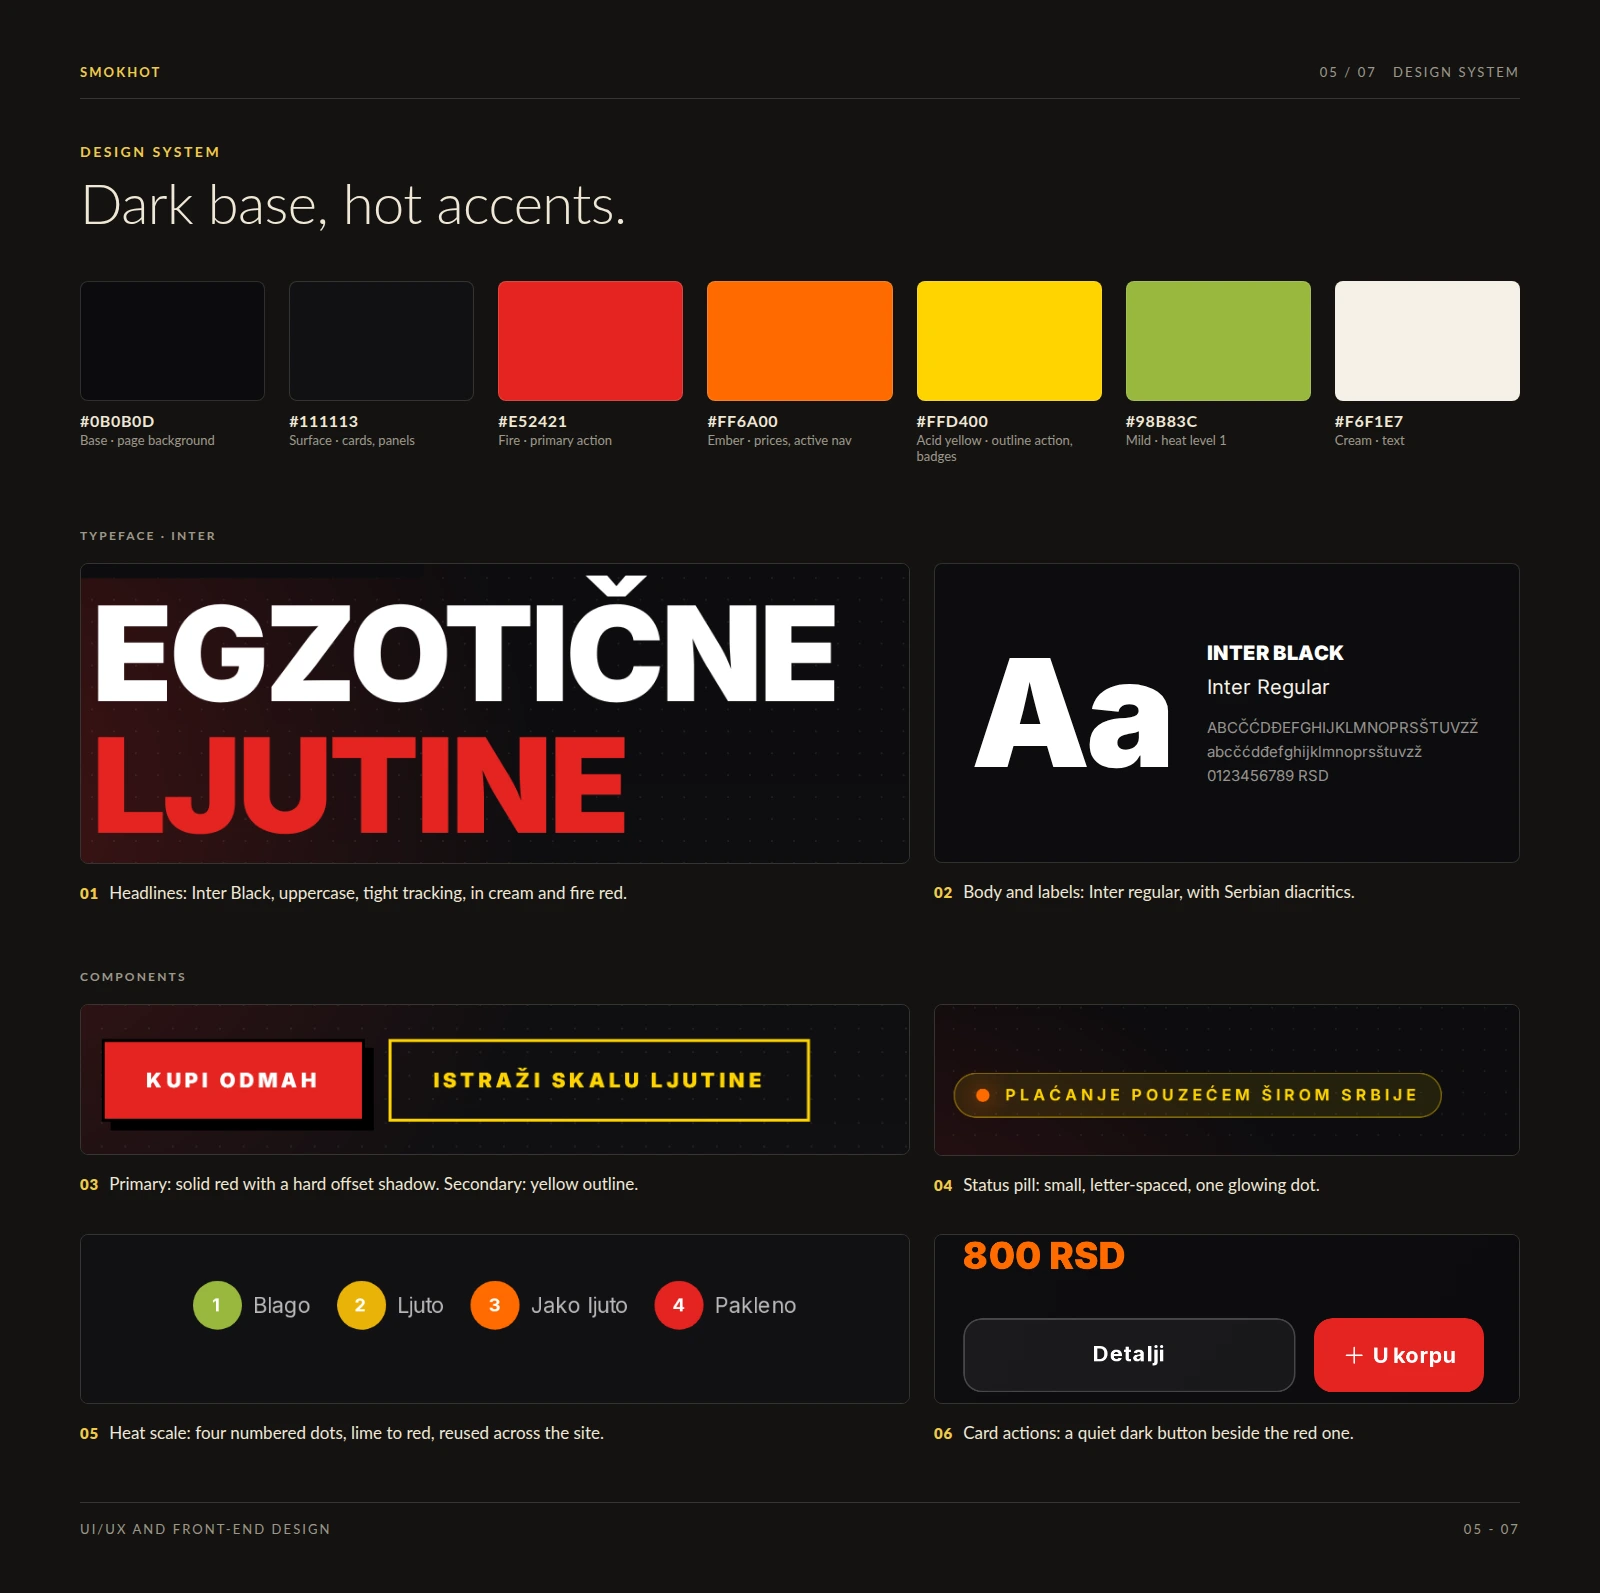 SMOKHOT
05 / 07 DESIGN SYSTEM
DESIGN SYSTEM
Dark base, hot accents.
#0B0B0D
Base · page background
#111113
Surface · cards, panels
#E52421
Fire · primary action
#FF6A00
Ember · prices, active nav
#FFD400
Acid yellow · outline action,
badges
#98B83C
Mild · heat level 1
#F6F1E7
Cream · text
TYPEFACE · INTER
EGZOTIČNE
LJUTINE
Aa
INTER BLACK
Inter Regular
ABCČĆDĐEFGHIJKLMNOPRSŠTUVZŽ
abcčćdđefghijklmnoprsštuvzž
0123456789 RSD
01 Headlines: Inter Black, uppercase, tight tracking, in cream and fire red.
02 Body and labels: Inter regular, with Serbian diacritics.
COMPONENTS
KUPI ODMAH
ISTRAŽI SKALU LJUTINE
PLAĆANJE POUZEĆEM ŠIROM SRBIJE
03 Primary: solid red with a hard offset shadow. Secondary: yellow outline.
04 Status pill: small, letter-spaced, one glowing dot.
1 Blago 2 Ljuto 3 Jako ljuto 4 Pakleno
800 RSD
Detalji
+ U korpu
05 Heat scale: four numbered dots, lime to red, reused across the site.
06 Card actions: a quiet dark button beside the red one.
UI/UX AND FRONT-END DESIGN
05 - 07